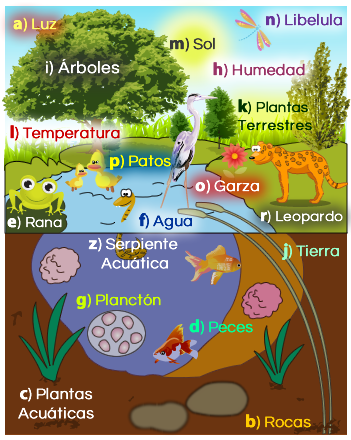 a) Luz
n) Libelula
m) Sol
i) Árboles
h) Humedad
k) Plantas
Terrestres
l) Temperatura
p) Patos
o) Garza
e) Rana
f) Agua
r) Leopardo
z) Serpiente
Acuática
j) Tierra
g) Planctón
d) Peces
c) Plantas
Acuáticas
b) Rocas